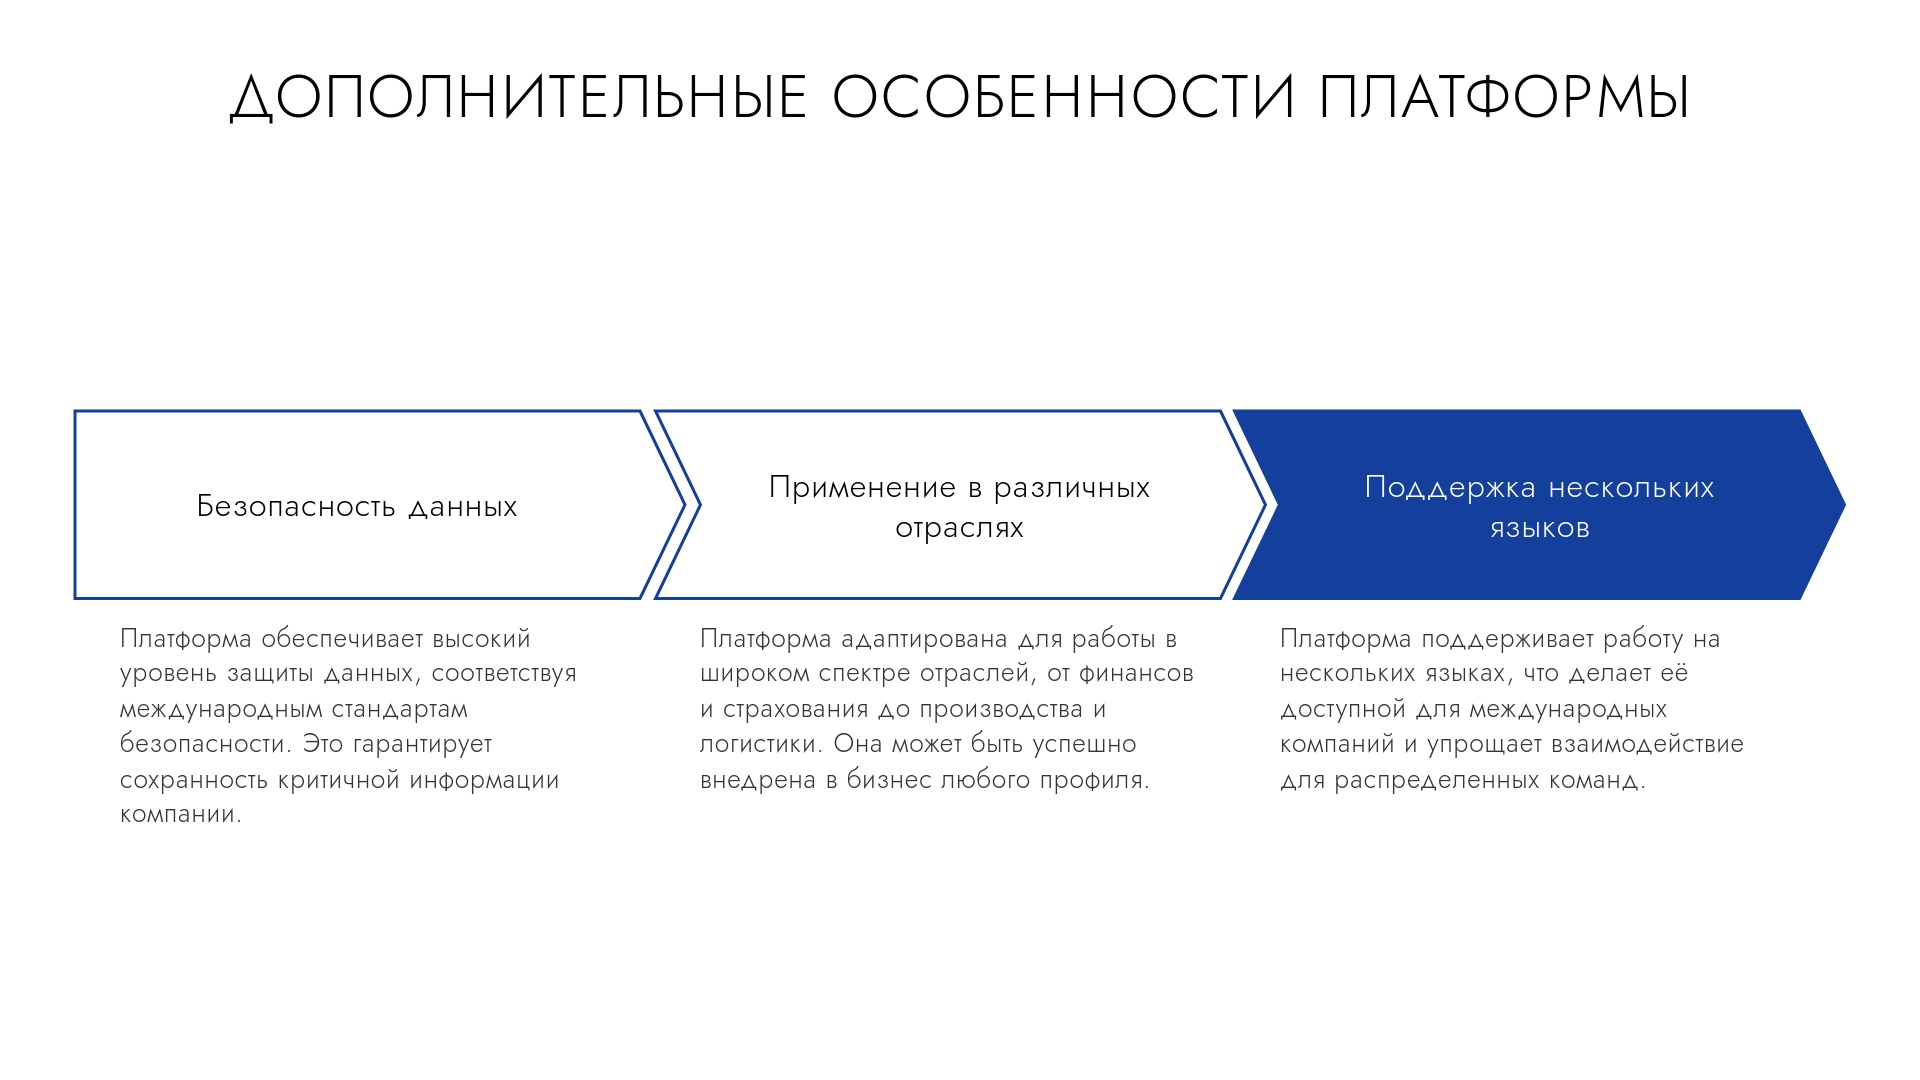 ДОПОЛНИТЕЛЬНЫЕ ОСОБЕННОСТИ ПЛАТФОРМЫ
Безопасность данных
Платформа обеспечивает высокий
уровень защиты данных, соответствуя
международным стандартам
безопасности. Это гарантирует
сохранность критичной информации
компании.
Применение в различных
отраслях
Платформа адаптирована для работы в
широком спектре отраслей, от финансов
и страхования до производства и
логистики. Она может быть успешно
внедрена в бизнес любого профиля.
Поддержка нескольких
языков
Платформа поддерживает работу на
нескольких языках, что делает её
доступной для международных
компаний и упрощает взаимодействие
для распределенных команд.